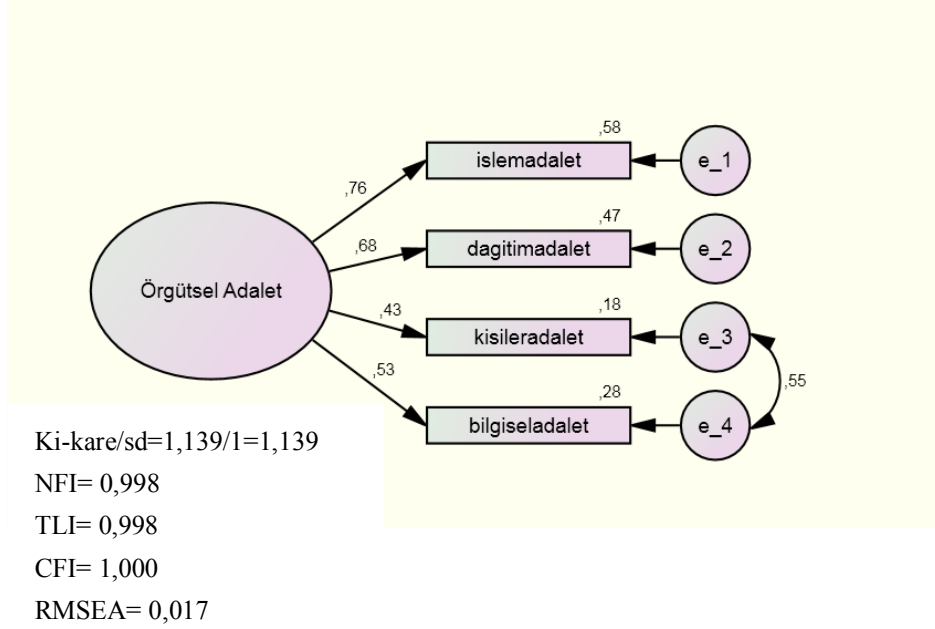 ,58
islemadalet
e_1
,76
,47
dagitimadalet
e_2
,68
Örgütsel Adalet
,43
,18
kisileradalet
e_3
,55
,53
,28
bilgiseladalet
e_4
Ki-kare/sd=1,139/1=1,139
NFI= 0,998
TLI= 0,998
CFI= 1,000
RMSEA= 0,017